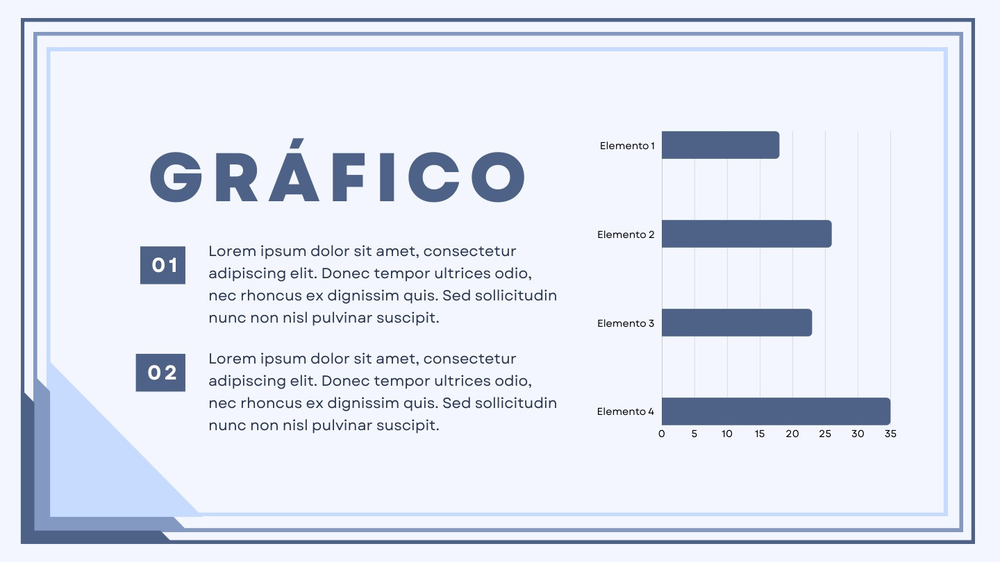 GRÁFICO
01
Lorem ipsum dolor sit amet, consectetur
adipiscing elit. Donec tempor ultrices odio,
nec rhoncus ex dignissim quis. Sed sollicitudin
nunc non nisl pulvinar suscipit.
02
Lorem ipsum dolor sit amet, consectetur
adipiscing elit. Donec tempor ultrices odio,
nec rhoncus ex dignissim quis. Sed sollicitudin
nunc non nisl pulvinar suscipit.
Elemento 1
Elemento 2
Elemento 3
Elemento 4
0 5 10 15 20 25 30 35